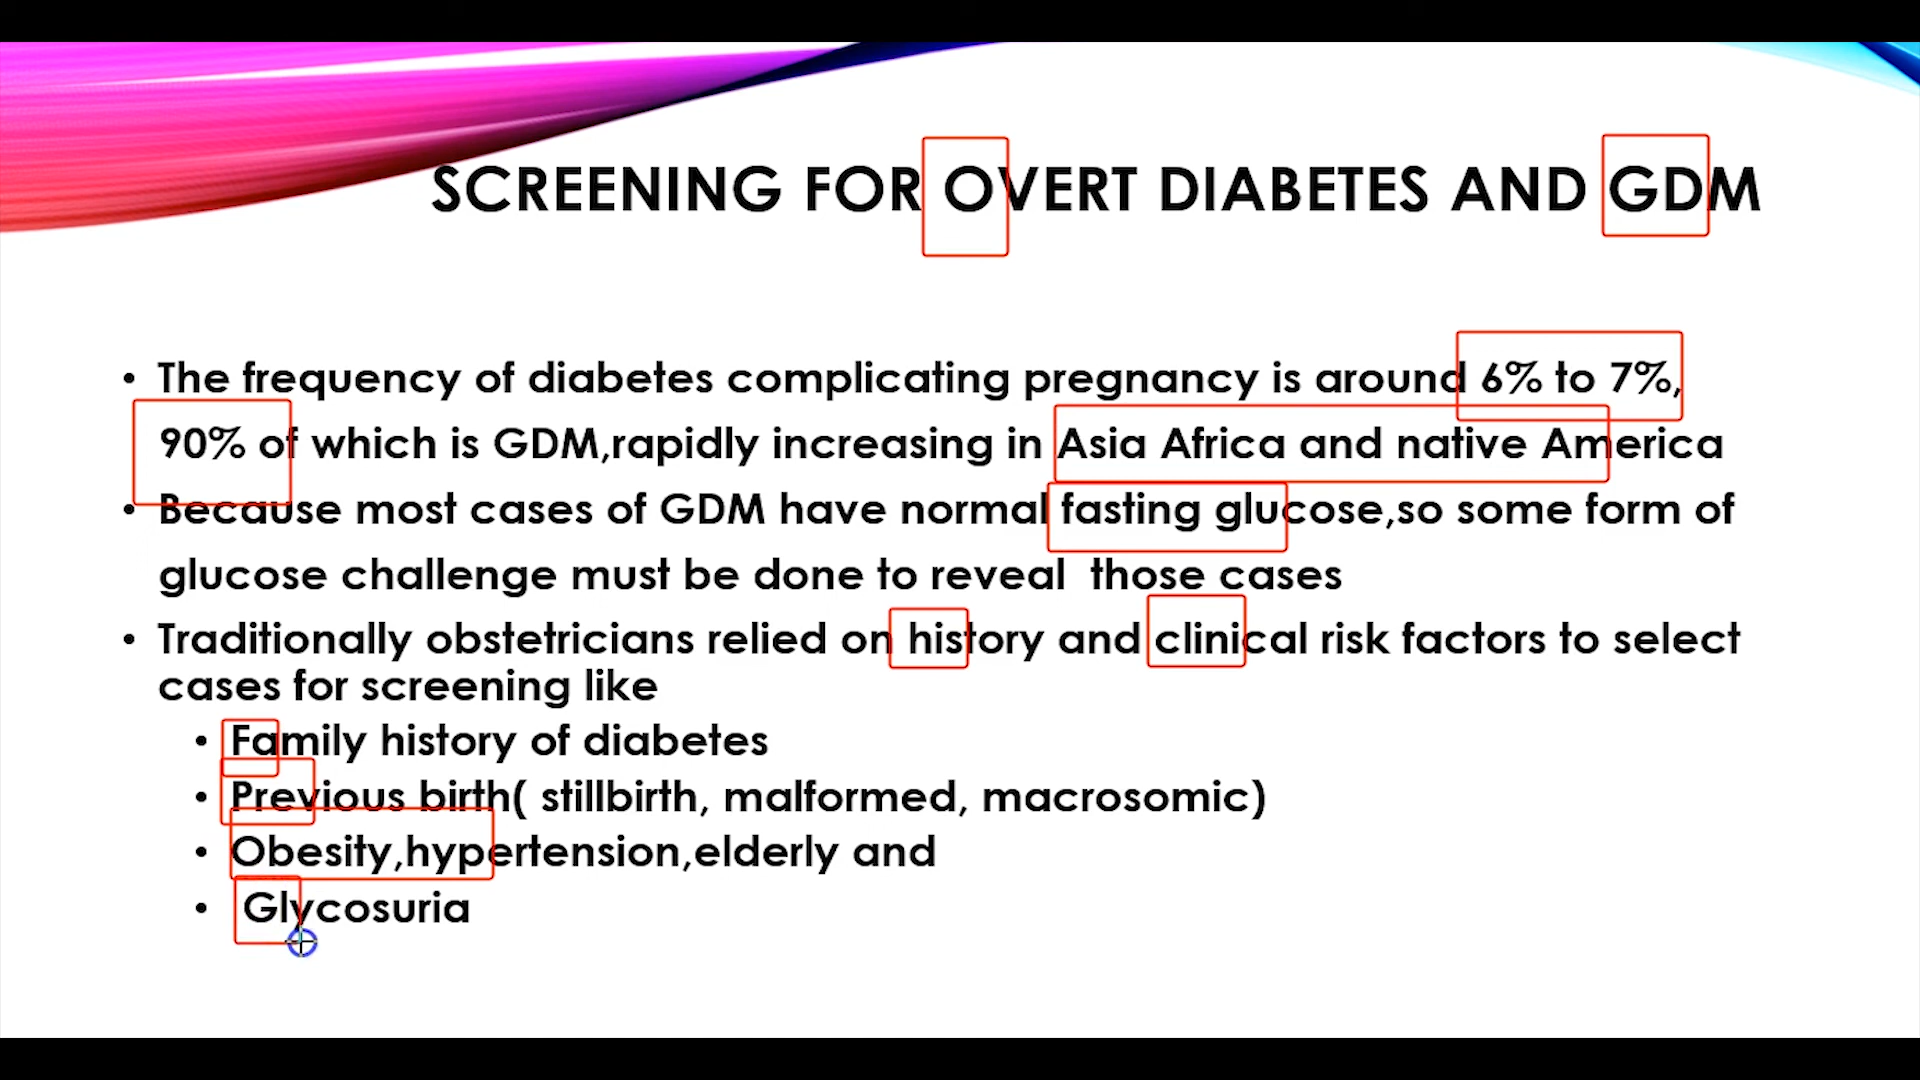 SCREENING FOR OVERT DIABETES AND GDM
• The frequency of diabetes complicating pregnancy is around 6% to 7%,
90% of which is GDM,rapidly increasing in Asia Africa and native America
• Because most cases of GDM have normal fasting glucose,so some form of
glucose challenge must be done to reveal those cases
• Traditionally obstetricians relied on history and clinical risk factors to select
cases for screening like
• Family history of diabetes
• Previous birth( stillbirth, malformed, macrosomic)
• Obesity,hypertension,elderly and
• Glycosuria